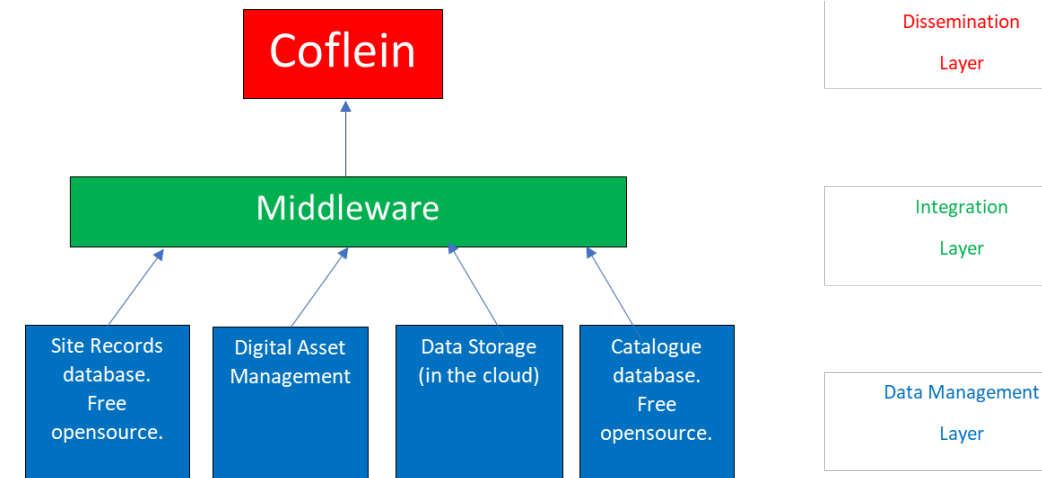 Coflein
Dissemination
Layer
Middleware
Integration
Layer
Site Records
database.
Free
opensource.
Digital Asset
Management
Data Storage
(in the cloud)
Catalogue
database.
Free
opensource.
Data Management
Layer